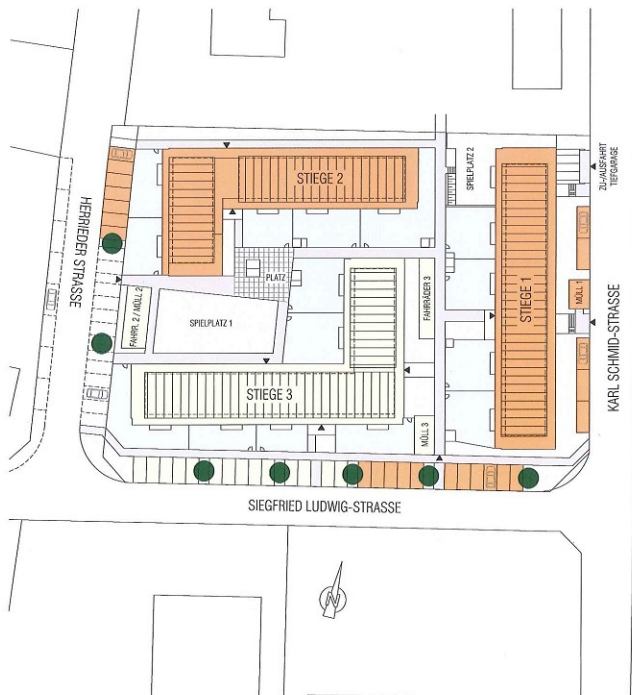 STIEGE 2
SPIELPLATZ 2
ZU-/AUSFAHRT
TIEFGARAGE
HERRIEDER STRASSE
PLATZ
FAHRR. 2 / MÜLL 2
SPIELPLATZ 1
FAHRRÄDER 3
STIEGE 1
MÜLL 1
KARL SCHMID-STRASSE
STIEGE 3
MÜLL 3
SIEGFRIED LUDWIG-STRASSE
N